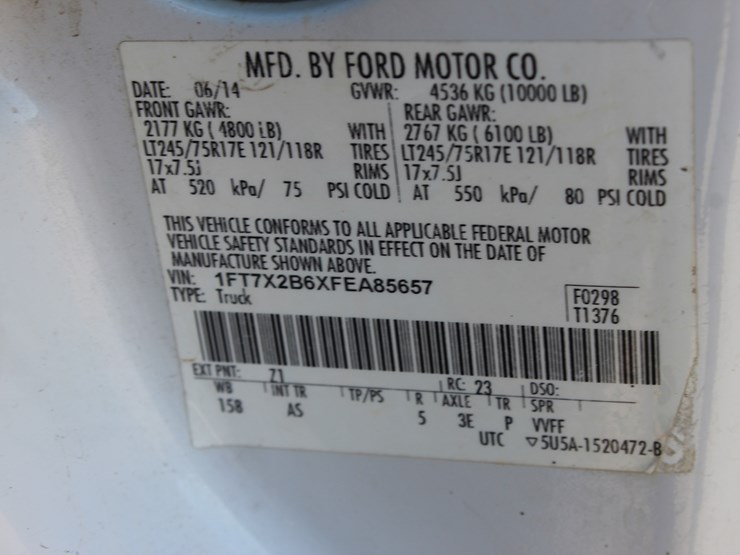 MFD. BY FORD MOTOR CO.
DATE: 06/14 GVWR: 4536 KG (10000 LB)
FRONT GAWR: REAR GAWR:
2177 KG ( 4800 LB) WITH 2767 KG ( 6100 LB) WITH
LT245/75R17E 121/118R TIRES LT245/75R17E 121/118R TIRES
17x7.5J RIMS 17x7.5J RIMS
AT 520 kPa/ 75 PSI COLD AT 550 kPa/ 80 PSI COLD
THIS VEHICLE CONFORMS TO ALL APPLICABLE FEDERAL MOTOR
VEHICLE SAFETY STANDARDS IN EFFECT ON THE DATE OF
MANUFACTURE SHOWN ABOVE.
VIN: 1FT7X2B6XFEA85657
TYPE: Truck
F0298
T1376
EXT PNT: Z1 RC: 23 DSO:
WB INT TR TP/PS R AXLE TR SPR
158 AS 5 3E P VVFF
UTC ▽5U5A-1520472-B